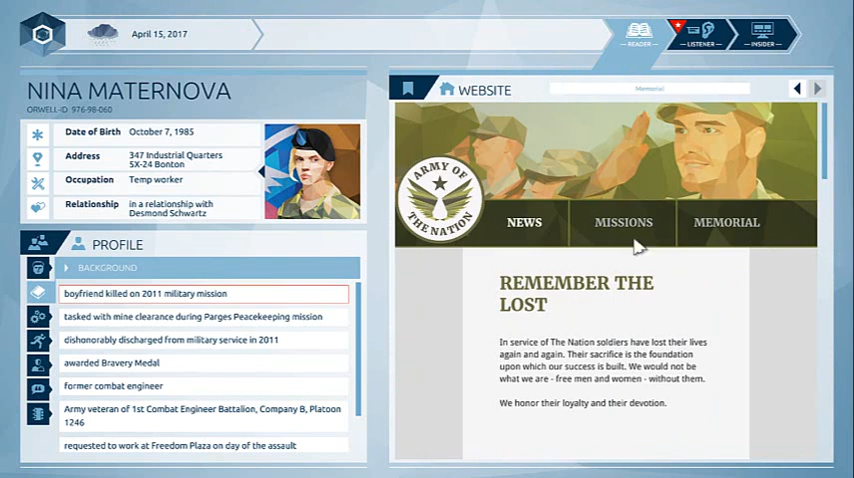 April 15, 2017
READER
LISTENER
INSIDER
NINA MATERNOVA
ORWELL-ID 976-98-060
Date of Birth October 7, 1985
Address 347 Industrial Quarters
SX-24 Bonton
Occupation Temp worker
Relationship in a relationship with
Desmond Schwartz
PROFILE
BACKGROUND
boyfriend killed on 2011 military mission
tasked with mine clearance during Parges Peacekeeping mission
dishonorably discharged from military service in 2011
awarded Bravery Medal
former combat engineer
Army veteran of 1st Combat Engineer Battalion, Company B, Platoon
1246
requested to work at Freedom Plaza on day of the assault
WEBSITE
Memorial
ARMY OF
THE NATION
NEWS
MISSIONS
MEMORIAL
REMEMBER THE
LOST
In service of The Nation soldiers have lost their lives
again and again. Their sacrifice is the foundation
upon which our success is built. We would not be
what we are - free men and women - without them.
We honor their loyalty and their devotion.